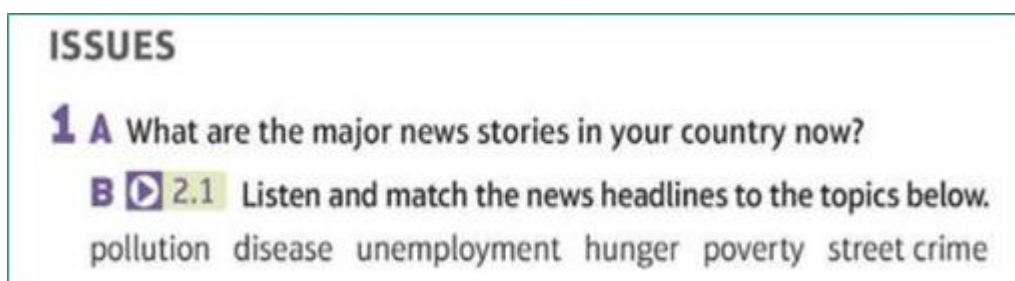 ISSUES
1 A What are the major news stories in your country now?
B 2.1 Listen and match the news headlines to the topics below.
pollution disease unemployment hunger poverty street crime